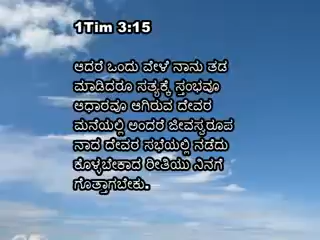 1Tim 3:15
ಆದರೆ ಒಂದು ವೇಳೆ ನಾನು ತಡ
ಮಾಡಿದರೂ ಸತ್ಯಕ್ಕೆ ಸ್ತಂಭವೂ
ಆಧಾರವೂ ಆಗಿರುವ ದೇವರ
ಮನೆಯಲ್ಲಿ ಅಂದರೆ ಜೀವಸ್ವರೂಪ
ನಾದ ದೇವರ ಸಭೆಯಲ್ಲಿ ನಡೆದು
ಕೊಳ್ಳಬೇಕಾದ ರೀತಿಯು ನಿನಗೆ
ಗೊತ್ತಾಗಬೇಕು.